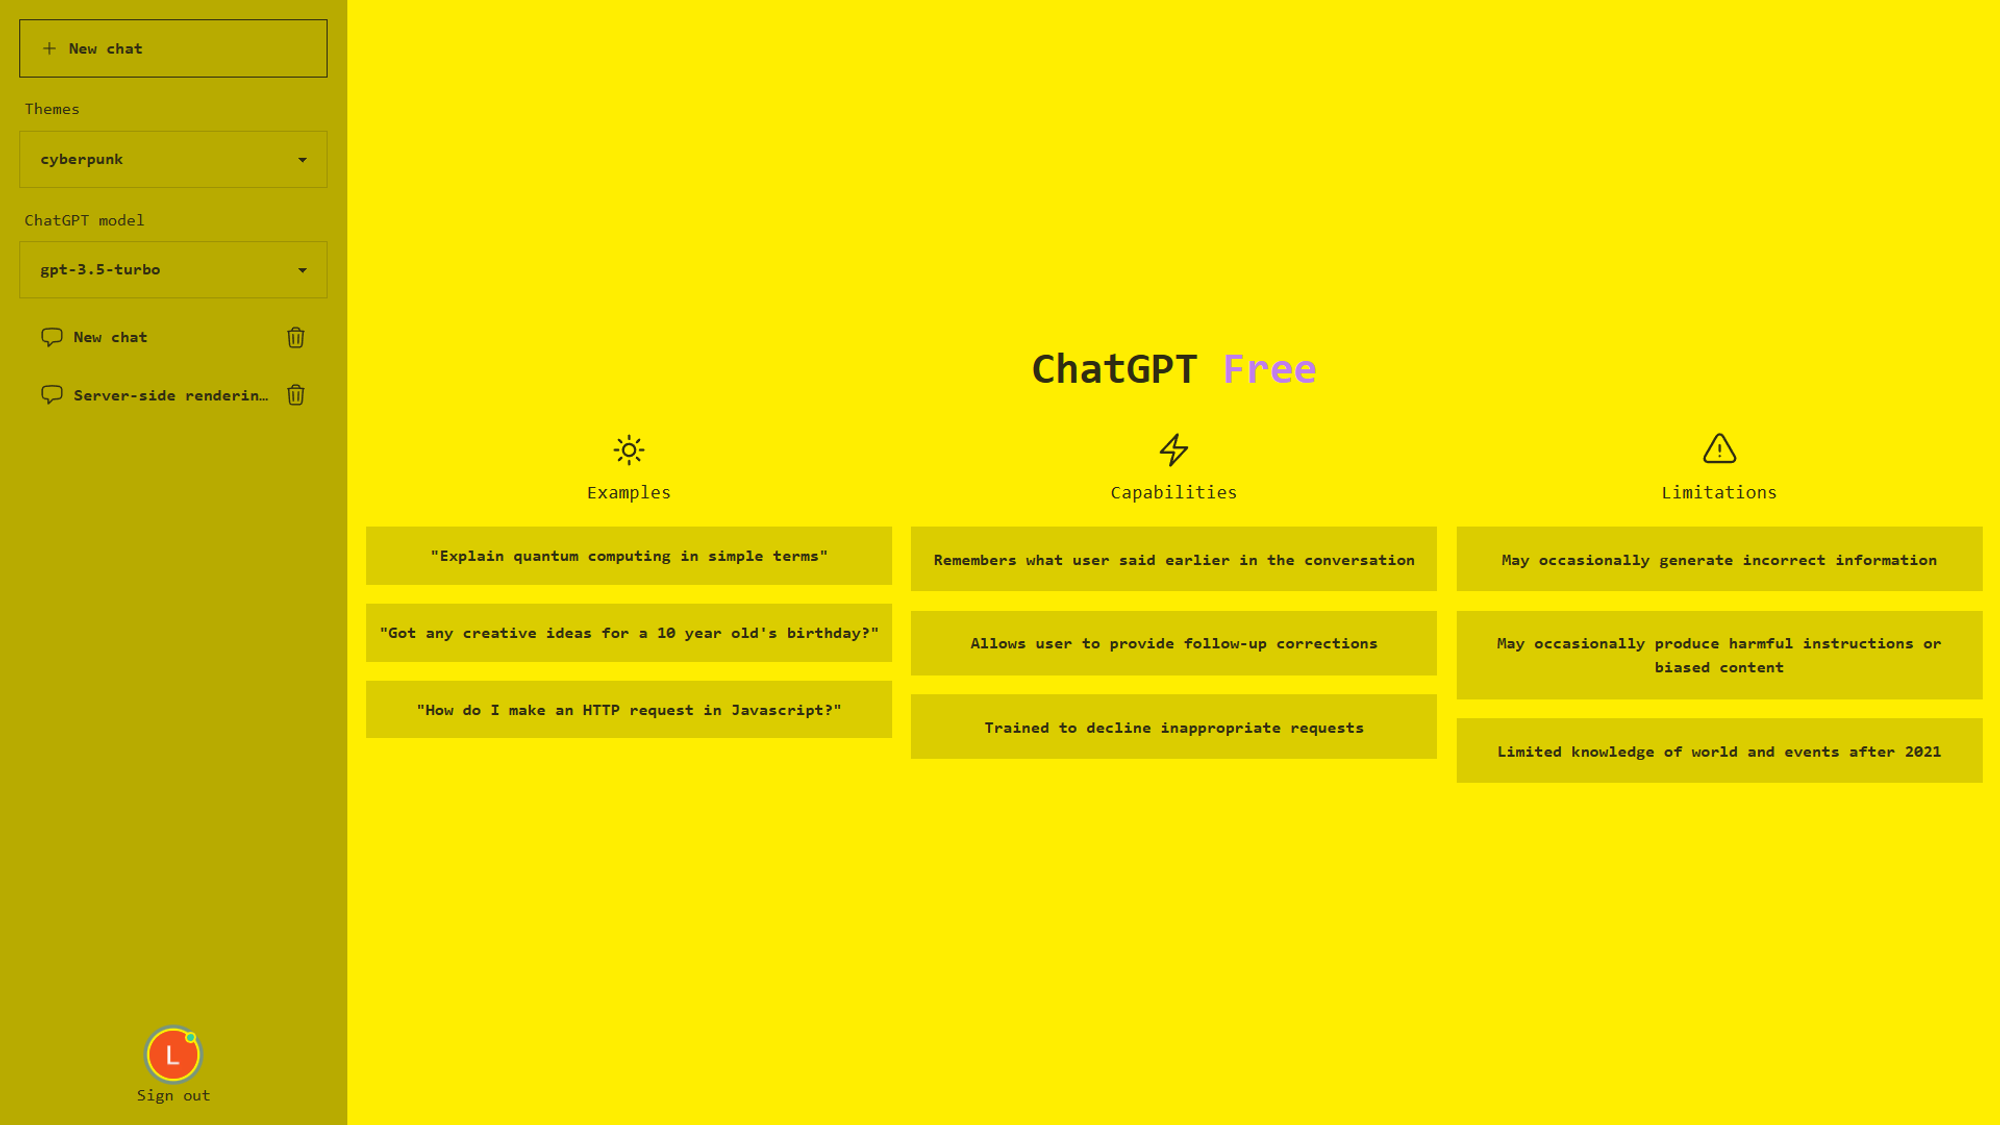 New chat
Themes
cyberpunk
ChatGPT model
gpt-3.5-turbo
New chat
Server-side renderin…
L
Sign out
ChatGPT Free
Examples
"Explain quantum computing in simple terms"
"Got any creative ideas for a 10 year old's birthday?"
"How do I make an HTTP request in Javascript?"
Capabilities
Remembers what user said earlier in the conversation
Allows user to provide follow-up corrections
Trained to decline inappropriate requests
Limitations
May occasionally generate incorrect information
May occasionally produce harmful instructions or
biased content
Limited knowledge of world and events after 2021